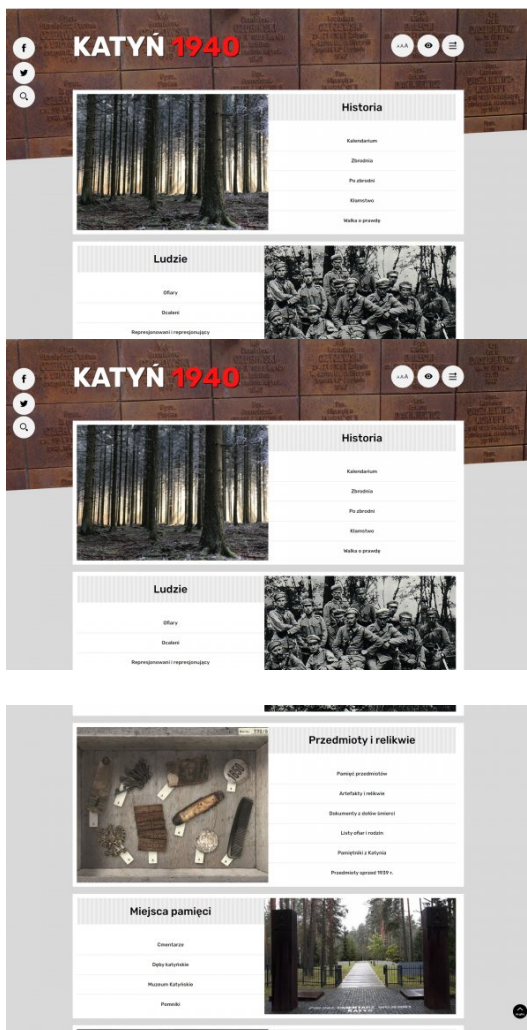 KATYŃ 1940
Historia
Kalendarium
Zbrodnia
Po zbrodni
Kłamstwo
Walka o prawdę
Ludzie
Ofiary
Ocaleni
Represjonowani i represjonujący
KATYŃ 1940
Historia
Kalendarium
Zbrodnia
Po zbrodni
Kłamstwo
Walka o prawdę
Ludzie
Ofiary
Ocaleni
Represjonowani i represjonujący
Przedmioty i relikwie
Pamięć przedmiotów
Artefakty i relikwie
Dokumenty z dołów śmierci
Listy ofiar i rodzin
Pamiętniki z Katynia
Przedmioty sprzed 1939 r.
Miejsca pamięci
Cmentarze
Dęby katyńskie
Muzeum Katyńskie
Pomniki